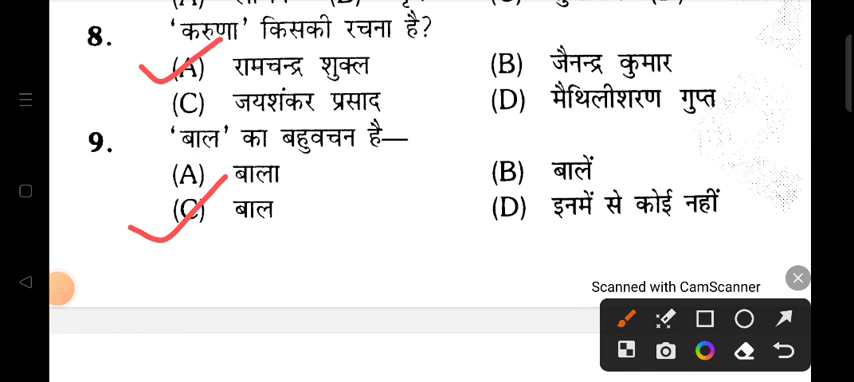 8. 'करुणा' किसकी रचना है?
(A) रामचन्द्र शुक्ल (B) जैनन्द्र कुमार
(C) जयशंकर प्रसाद (D) मैथिलीशरण गुप्त
9. 'बाल' का बहुवचन है—
(A) बाला (B) बालें
(C) बाल (D) इनमें से कोई नहीं
Scanned with CamScanner